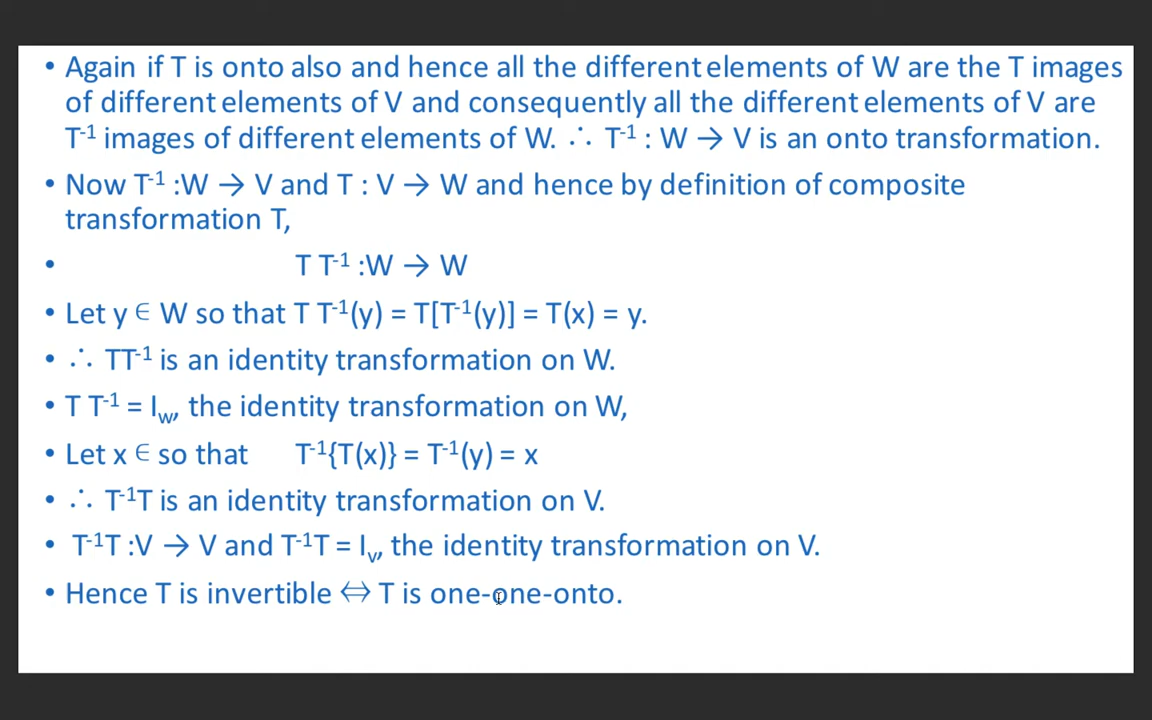 • Again if T is onto also and hence all the different elements of W are the T images
of different elements of V and consequently all the different elements of V are
T⁻¹ images of different elements of W. ∴ T⁻¹ : W → V is an onto transformation.
• Now T⁻¹ :W → V and T : V → W and hence by definition of composite
transformation T,
• T T⁻¹ :W → W
• Let y ∈ W so that T T⁻¹(y) = T[T⁻¹(y)] = T(x) = y.
• ∴ TT⁻¹ is an identity transformation on W.
• T T⁻¹ = I_w, the identity transformation on W,
• Let x ∈ so that T⁻¹{T(x)} = T⁻¹(y) = x
• ∴ T⁻¹T is an identity transformation on V.
• T⁻¹T :V → V and T⁻¹T = I_v, the identity transformation on V.
• Hence T is invertible ⇔ T is one-one-onto.